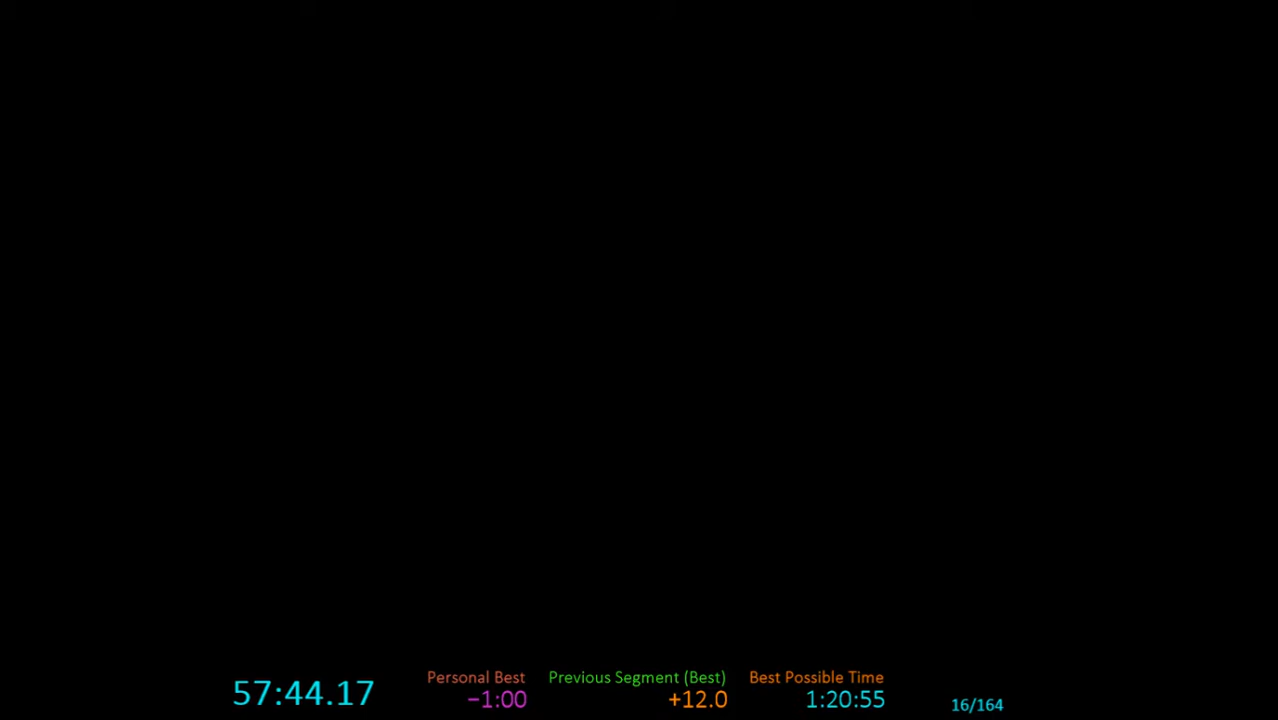 57:44.17
Personal Best
−1:00
Previous Segment (Best)
+12.0
Best Possible Time
1:20:55
16/164